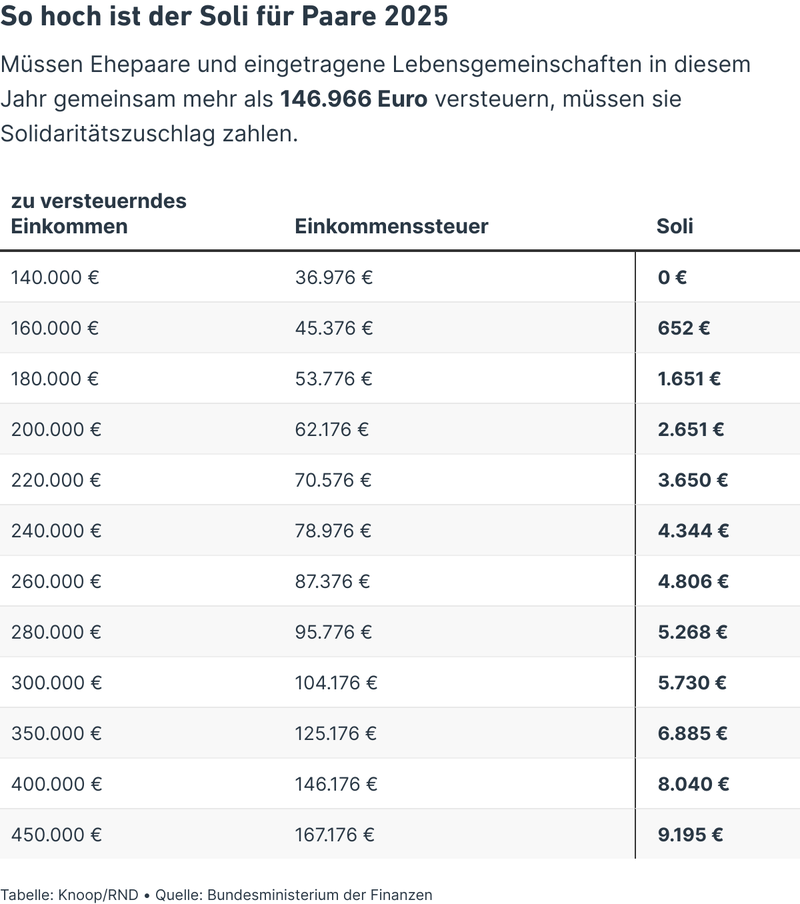 So hoch ist der Soli für Paare 2025
Müssen Ehepaare und eingetragene Lebensgemeinschaften in diesem
Jahr gemeinsam mehr als 146.966 Euro versteuern, müssen sie
Solidaritätszuschlag zahlen.
zu versteuerndes
Einkommen Einkommenssteuer Soli
140.000 € 36.976 € 0 €
160.000 € 45.376 € 652 €
180.000 € 53.776 € 1.651 €
200.000 € 62.176 € 2.651 €
220.000 € 70.576 € 3.650 €
240.000 € 78.976 € 4.344 €
260.000 € 87.376 € 4.806 €
280.000 € 95.776 € 5.268 €
300.000 € 104.176 € 5.730 €
350.000 € 125.176 € 6.885 €
400.000 € 146.176 € 8.040 €
450.000 € 167.176 € 9.195 €
Tabelle: Knoop/RND • Quelle: Bundesministerium der Finanzen